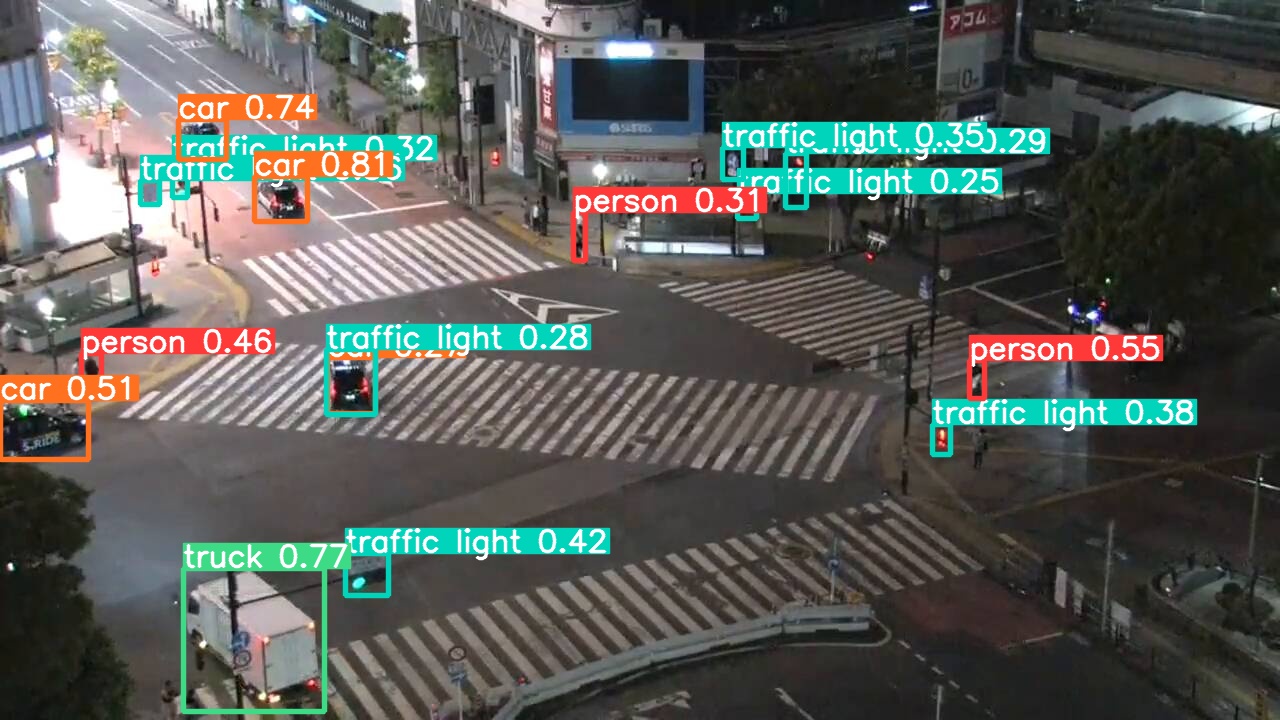 AMERICAN EAGLE
アコム
car 0.74
traffic light 0.32
traffic
car 0.81
traffic light 0.35
0.29
traffic light 0.25
person 0.31
person 0.46
traffic light 0.28
person 0.55
car 0.51
traffic light 0.38
S.RIDE
traffic light 0.42
truck 0.77